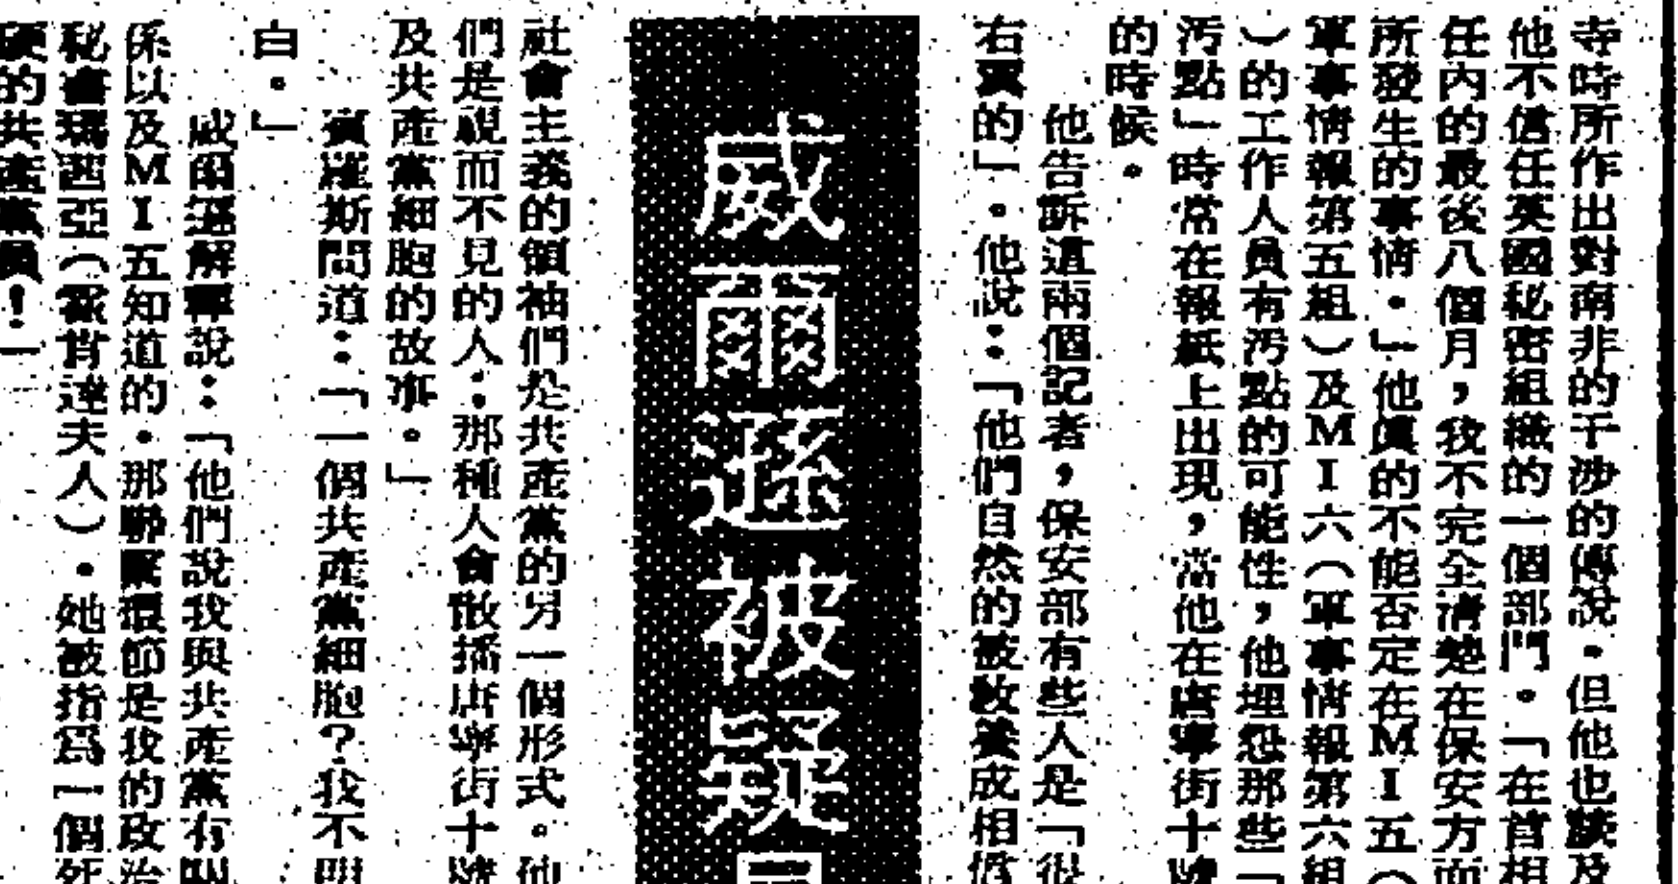 寺時所作出對南非的干涉的傳說。但他也談及
他不信任英國秘密組織的一個部門。「在首相
任內的最後八個月，我不完全清楚在保安方面
所發生的事情。」他真的不能否定在MI五（
軍事情報第五組）及MI六（軍事情報第六組
）的工作人員有污點的可能性，他埋怨那些「
污點」時常在報紙上出現，當他在唐寧街十號
的時候。
他告訴這兩個記者，保安部有些人是「很
右翼的」。他說：「他們自然的被教養成相信
威爾遜被疑
社會主義的領袖們是共產黨的另一個形式。他
們是視而不見的人；那種人會散播唐寧街十號
及共產黨細胞的故事。」
賓羅斯問道：「一個共產黨細胞？我不明
白。」
威爾遜解釋說：「他們說我與共產黨有關
係以及MI五知道的。那聯繫環節是我的政治
秘書瑪西亞（霍肯達夫人）。她被指爲一個死
硬的共產黨員！」